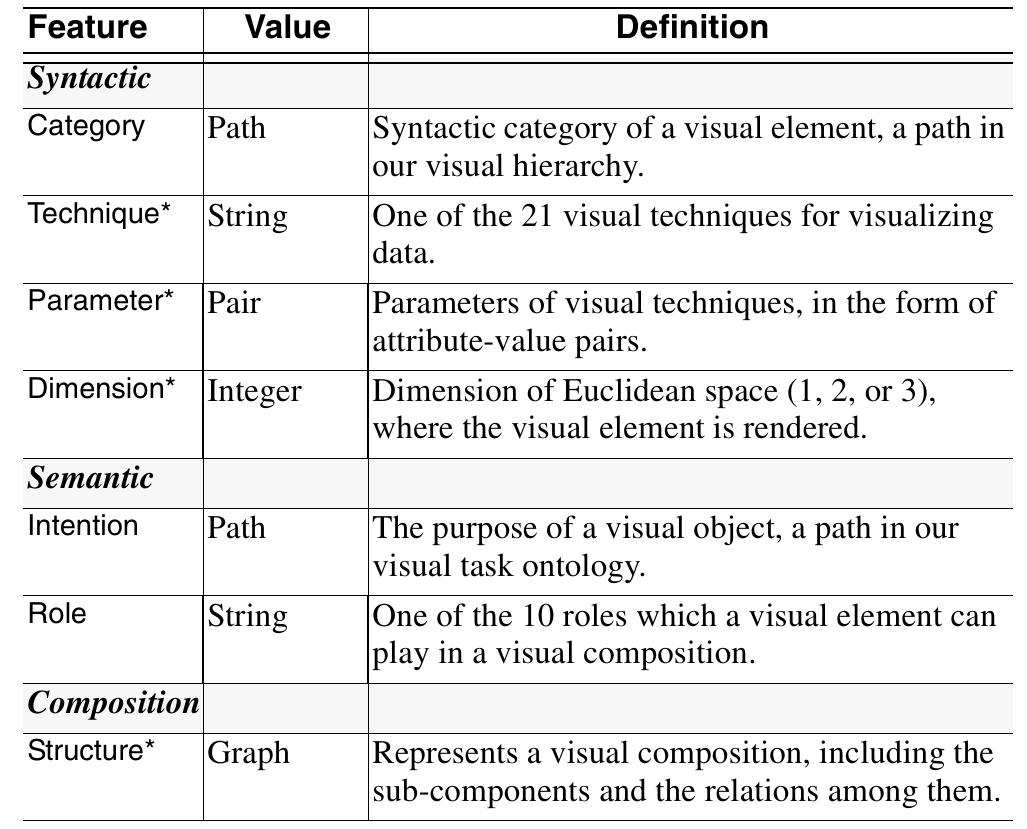 Feature Value Definition
Syntactic
Category Path Syntactic category of a visual element, a path in
our visual hierarchy.
Technique* String One of the 21 visual techniques for visualizing
data.
Parameter* Pair Parameters of visual techniques, in the form of
attribute-value pairs.
Dimension* Integer Dimension of Euclidean space (1, 2, or 3),
where the visual element is rendered.
Semantic
Intention Path The purpose of a visual object, a path in our
visual task ontology.
Role String One of the 10 roles which a visual element can
play in a visual composition.
Composition
Structure* Graph Represents a visual composition, including the
sub-components and the relations among them.